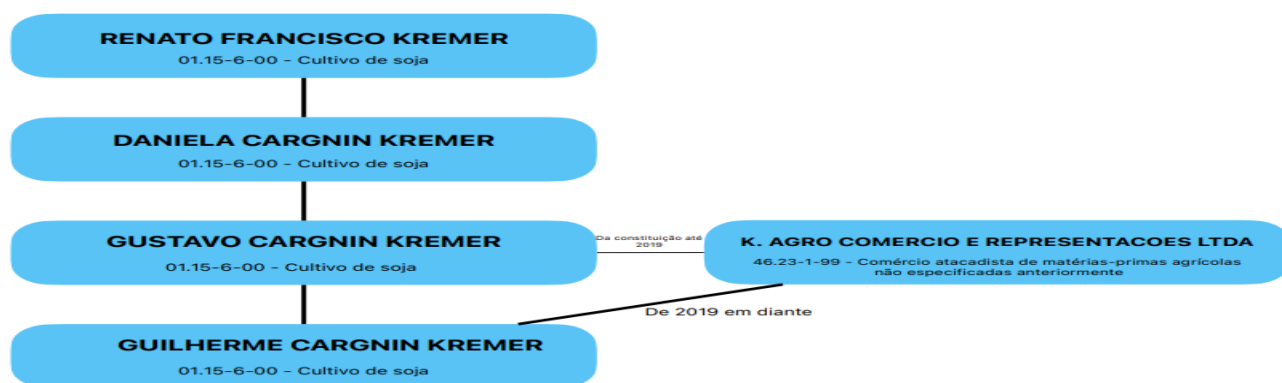 RENATO FRANCISCO KREMER
01.15-6-00 - Cultivo de soja
DANIELA CARGNIN KREMER
01.15-6-00 - Cultivo de soja
GUSTAVO CARGNIN KREMER
01.15-6-00 - Cultivo de soja
Da constituição até
2019
K. AGRO COMERCIO E REPRESENTACOES LTDA
46.23-1-99 - Comércio atacadista de matérias-primas agrícolas
não especificadas anteriormente
De 2019 em diante
GUILHERME CARGNIN KREMER
01.15-6-00 - Cultivo de soja